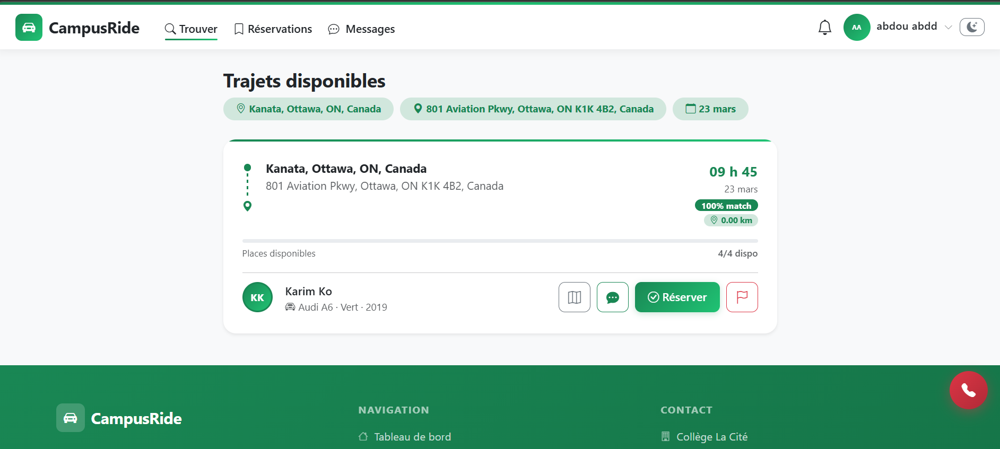 CampusRide
Trouver
Réservations
Messages
AA
abdou abdd
Trajets disponibles
Kanata, Ottawa, ON, Canada
801 Aviation Pkwy, Ottawa, ON K1K 4B2, Canada
23 mars
Kanata, Ottawa, ON, Canada
801 Aviation Pkwy, Ottawa, ON K1K 4B2, Canada
09 h 45
23 mars
100% match
0.00 km
Places disponibles
4/4 dispo
KK
Karim Ko
Audi A6 · Vert · 2019
Réserver
CampusRide
NAVIGATION
Tableau de bord
CONTACT
Collège La Cité